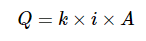 Q = k × i × A